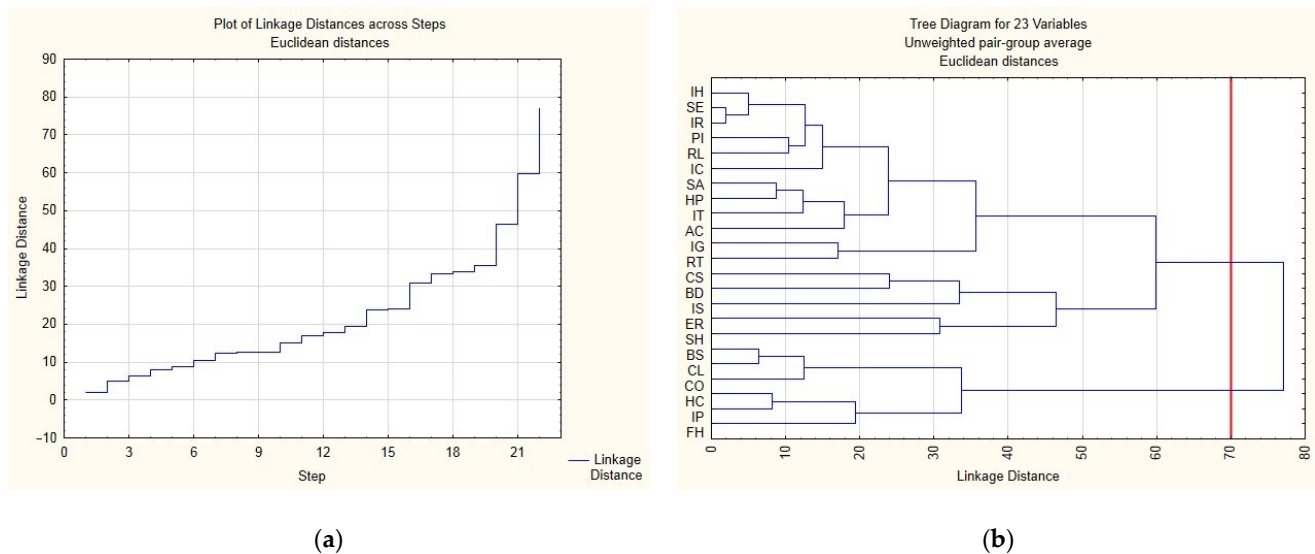 Plot of Linkage Distances across Steps
Euclidean distances
90
80
70
60
50
40
30
20
10
0
−10
Linkage Distance
0
3
6
9
12
15
18
21
Step
Linkage
Distance
(a)
Tree Diagram for 23 Variables
Unweighted pair-group average
Euclidean distances
IH
SE
IR
PI
RL
IC
SA
HP
IT
AC
IG
RT
CS
BD
IS
ER
SH
BS
CL
CO
HC
IP
FH
0
10
20
30
40
50
60
70
80
Linkage Distance
(b)